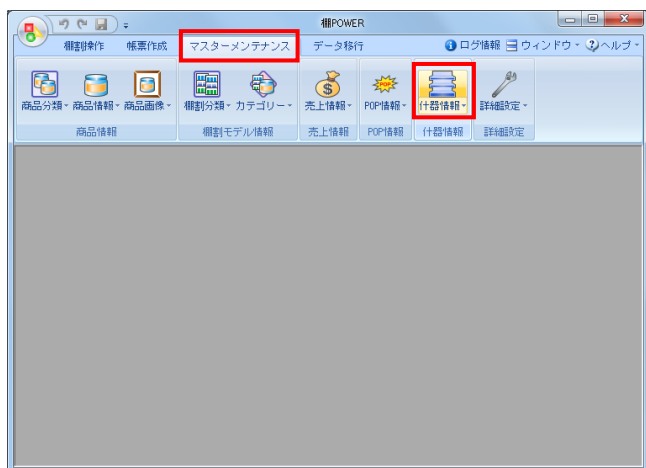 棚POWER
棚割操作 帳票作成 マスターメンテナンス データ移行 ログ情報 ウィンドウ ヘルプ
商品分類 商品情報 商品画像 棚割分類 カテゴリー 売上情報 POP情報 什器情報 詳細設定
商品情報 棚割モデル情報 売上情報 POP情報 什器情報 詳細設定